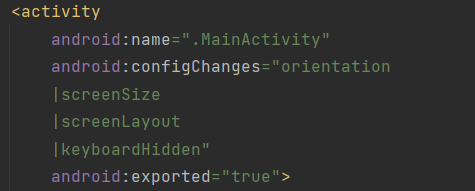 <activity
android:name=".MainActivity"
android:configChanges="orientation
|screenSize
|screenLayout
|keyboardHidden"
android:exported="true">